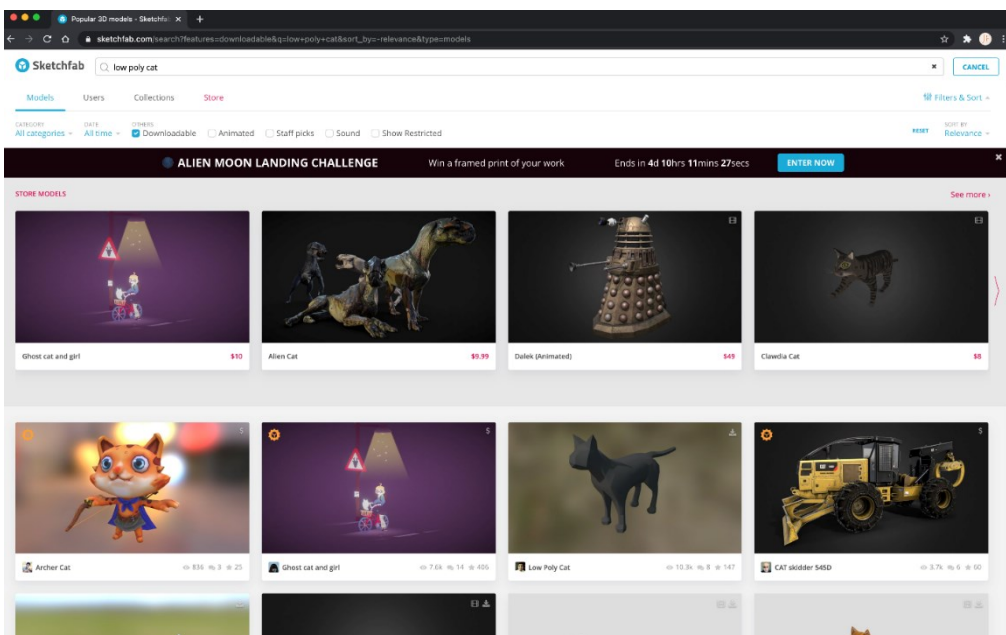 Popular 3D models - Sketchfab
sketchfab.com/search?features=downloadable&q=low+poly+cat&sort_by=-relevance&type=models
Sketchfab
low poly cat
CANCEL
Models Users Collections Store
Filters & Sort
CATEGORY DATE OTHERS SORT BY
All categories All time Downloadable Animated Staff picks Sound Show Restricted RESET Relevance
ALIEN MOON LANDING CHALLENGE Win a framed print of your work Ends in 4d 10hrs 11mins 27secs ENTER NOW
STORE MODELS See more ›
Ghost cat and girl $10 Alien Cat $9.99 Dalek (Animated) $49 Clawdia Cat $8
$ $ $
Archer Cat 836 3 25 Ghost cat and girl 7.6k 14 406 Low Poly Cat 10.3k 8 147 CAT skidder 545D 3.7k 6 60